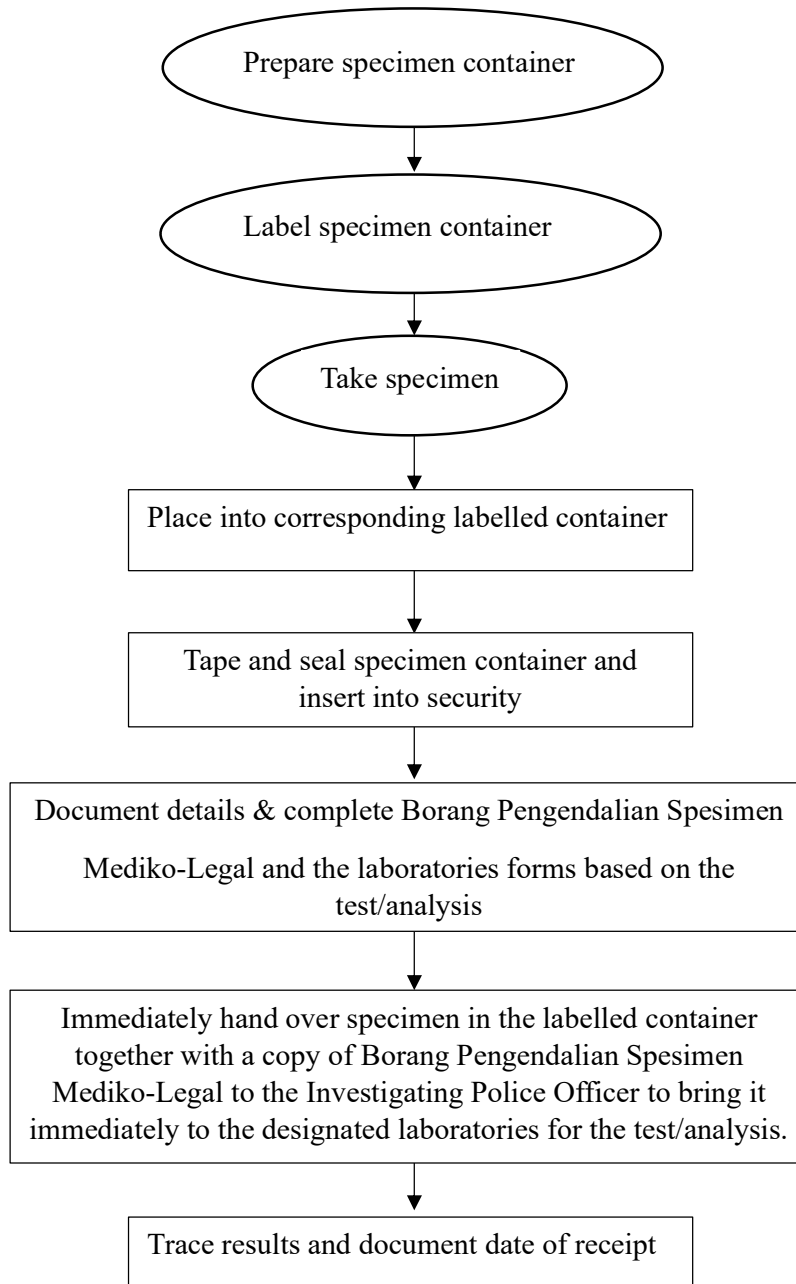 Prepare specimen container
Label specimen container
Take specimen
Place into corresponding labelled container
Tape and seal specimen container and
insert into security
Document details & complete Borang Pengendalian Spesimen
Mediko-Legal and the laboratories forms based on the
test/analysis
Immediately hand over specimen in the labelled container
together with a copy of Borang Pengendalian Spesimen
Mediko-Legal to the Investigating Police Officer to bring it
immediately to the designated laboratories for the test/analysis.
Trace results and document date of receipt